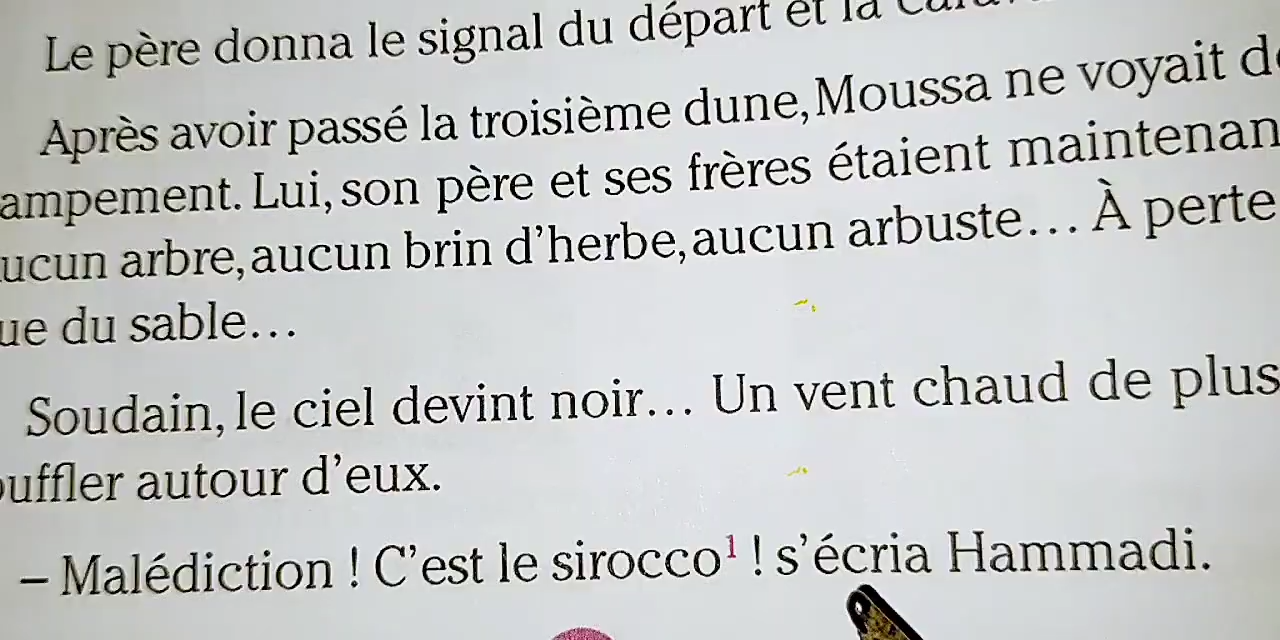 Le père donna le signal du départ et la
Après avoir passé la troisième dune, Moussa ne voyait
ampement. Lui, son père et ses frères étaient maintenan
ucun arbre, aucun brin d'herbe, aucun arbuste... À perte
ue du sable...
Soudain, le ciel devint noir... Un vent chaud de plus
ouffler autour d'eux.
– Malédiction ! C'est le sirocco¹ ! s'écria Hammadi.